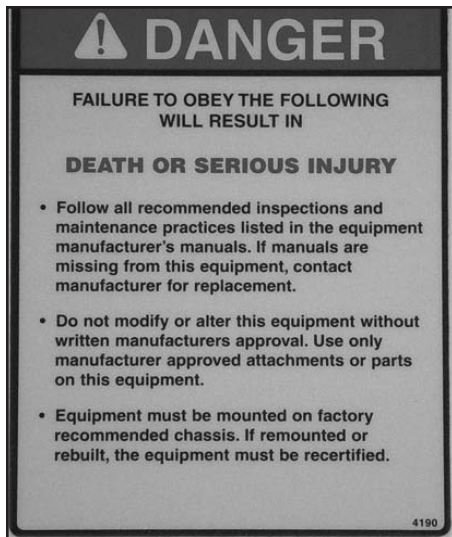 DANGER
FAILURE TO OBEY THE FOLLOWING
WILL RESULT IN
DEATH OR SERIOUS INJURY
• Follow all recommended inspections and
maintenance practices listed in the equipment
manufacturer's manuals. If manuals are
missing from this equipment, contact
manufacturer for replacement.
• Do not modify or alter this equipment without
written manufacturers approval. Use only
manufacturer approved attachments or parts
on this equipment.
• Equipment must be mounted on factory
recommended chassis. If remounted or
rebuilt, the equipment must be recertified.
4190